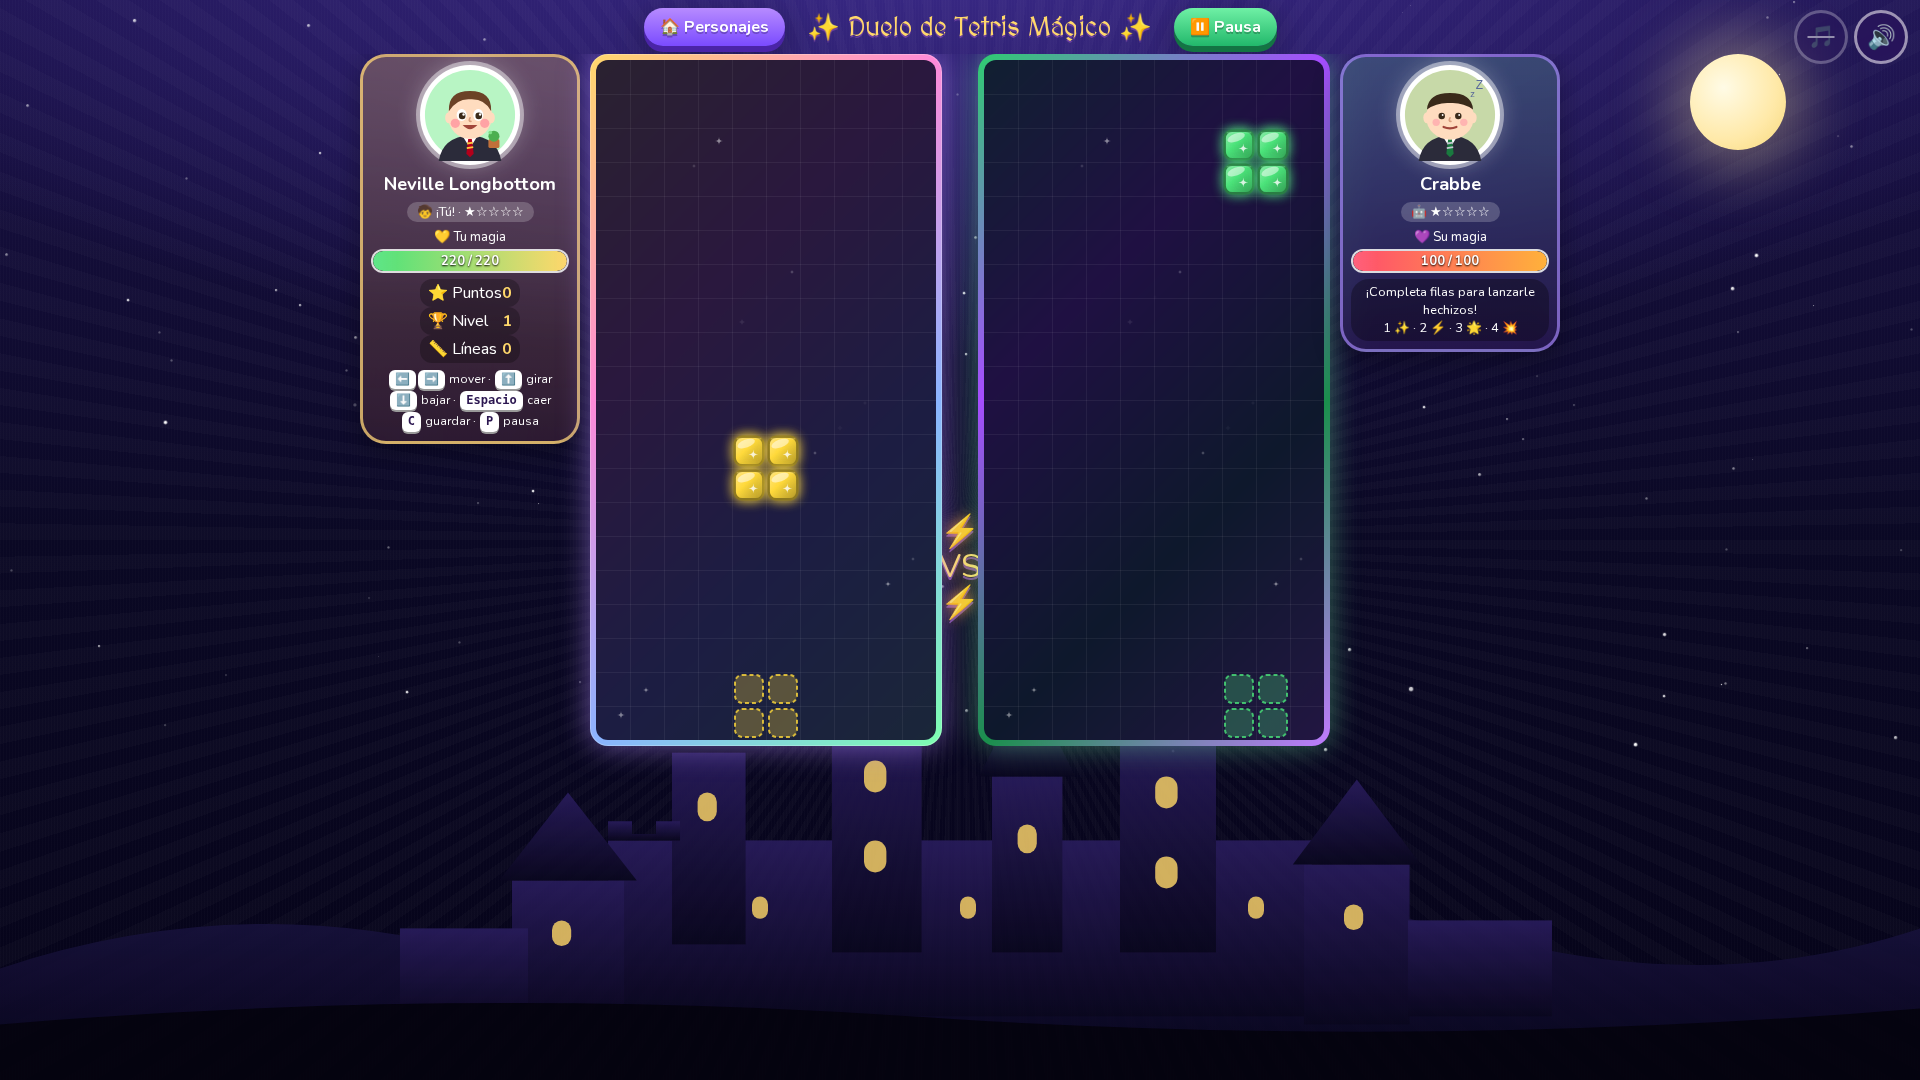 🏠 Personajes
✨ Duelo de Tetris Mágico ✨
⏸️ Pausa
Neville Longbottom
🧒 ¡Tú! · ★☆☆☆☆
💛 Tu magia
220 / 220
⭐ Puntos 0
🏆 Nivel 1
📏 Líneas 0
⬅️ ➡️ mover · ⬆️ girar
⬇️ bajar · Espacio caer
C guardar · P pausa
⚡
VS
⚡
z Z
Crabbe
🤖 ★☆☆☆☆
💜 Su magia
100 / 100
¡Completa filas para lanzarle
hechizos!
1 ✨ · 2 ⚡ · 3 🌟 · 4 💥